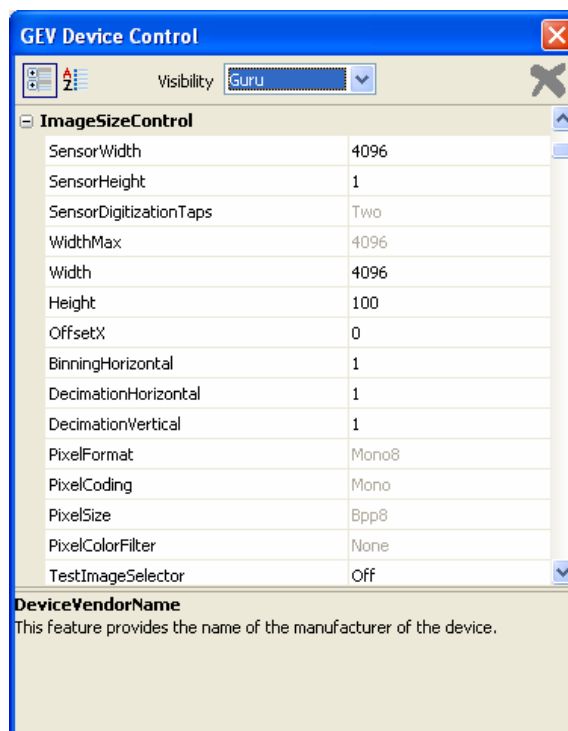 GEV Device Control
Visibility Guru
ImageSizeControl
SensorWidth 4096
SensorHeight 1
SensorDigitizationTaps Two
WidthMax 4096
Width 4096
Height 100
OffsetX 0
BinningHorizontal 1
DecimationHorizontal 1
DecimationVertical 1
PixelFormat Mono8
PixelCoding Mono
PixelSize Bpp8
PixelColorFilter None
TestImageSelector Off
DeviceVendorName
This feature provides the name of the manufacturer of the device.